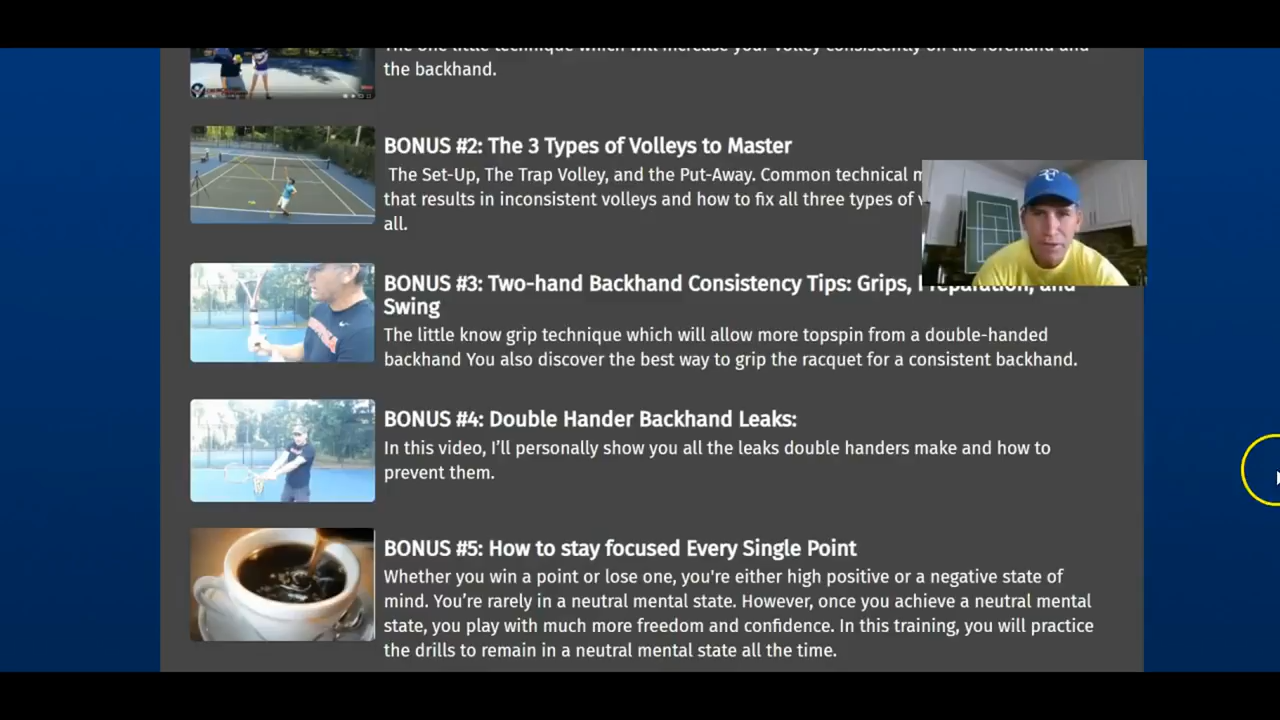 the backhand.
BONUS #2: The 3 Types of Volleys to Master
The Set-Up, The Trap Volley, and the Put-Away. Common technical
that results in inconsistent volleys and how to fix all three types of
all.
BONUS #3: Two-hand Backhand Consistency Tips: Grips, Preparation, and
Swing
The little know grip technique which will allow more topspin from a double-handed
backhand You also discover the best way to grip the racquet for a consistent backhand.
BONUS #4: Double Hander Backhand Leaks:
In this video, I'll personally show you all the leaks double handers make and how to
prevent them.
BONUS #5: How to stay focused Every Single Point
Whether you win a point or lose one, you're either high positive or a negative state of
mind. You're rarely in a neutral mental state. However, once you achieve a neutral mental
state, you play with much more freedom and confidence. In this training, you will practice
the drills to remain in a neutral mental state all the time.